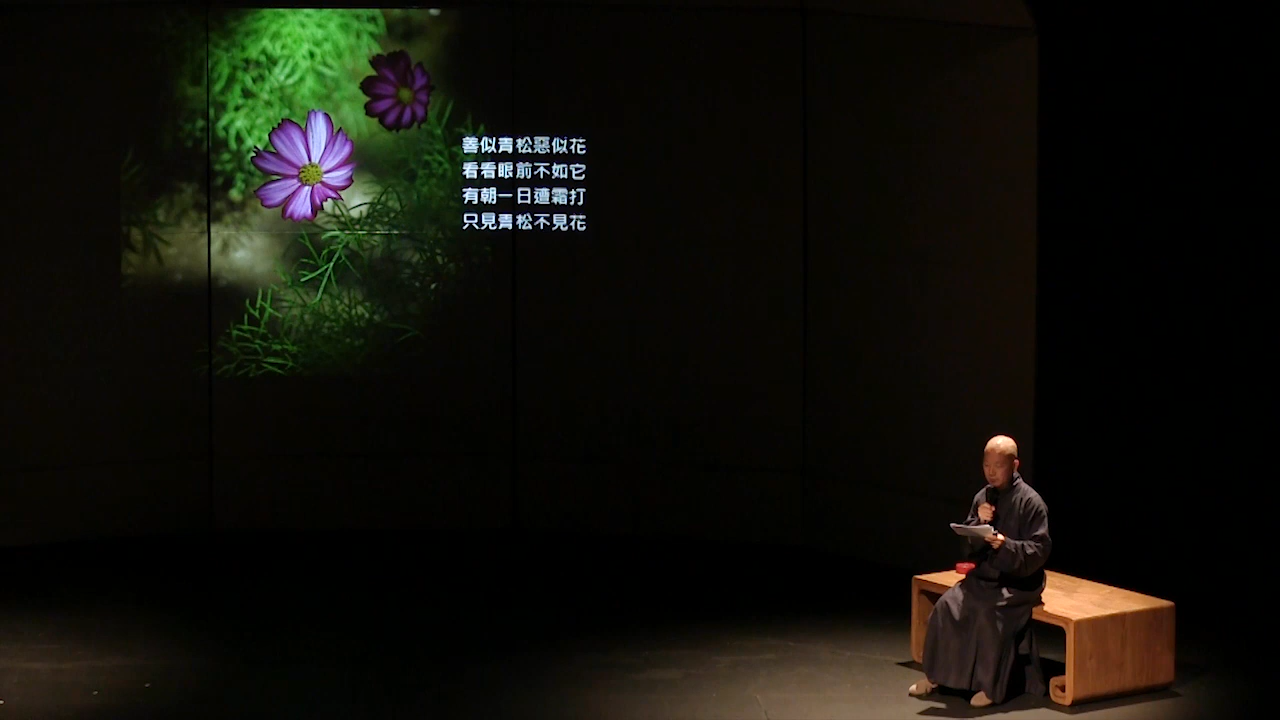 善似青松惡似花
看看眼前不如它
有朝一日遭霜打
只見青松不見花